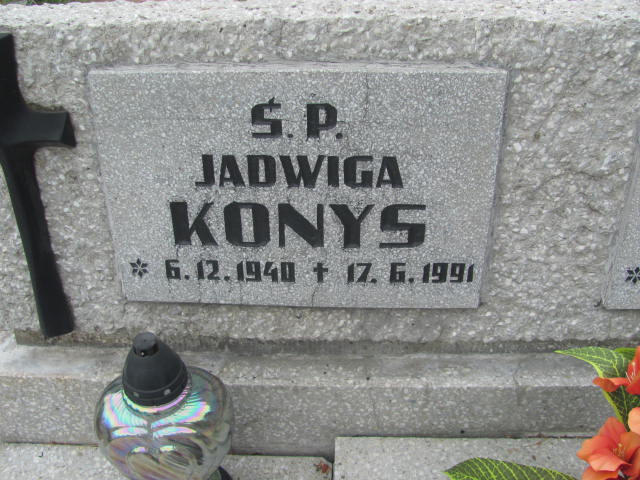 Ś.P.
JADWIGA
KONYS
* 6.12.1940 † 17.6.1991